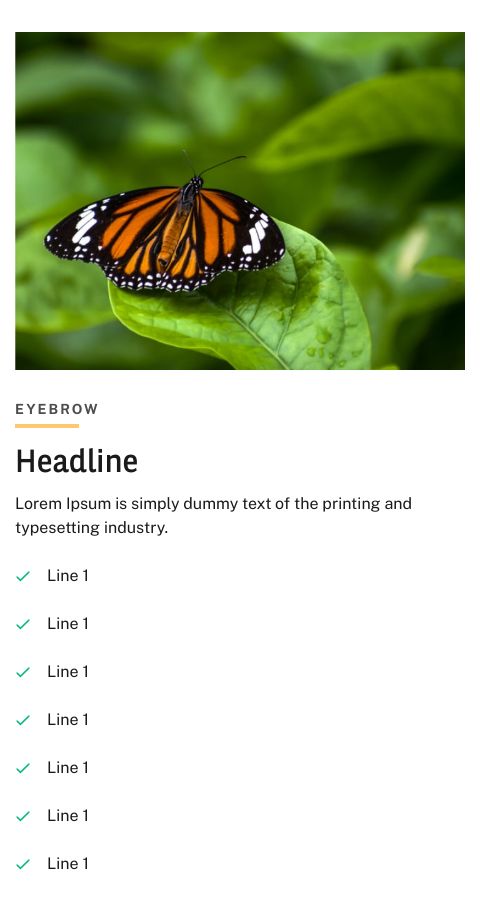 EYEBROW
Headline
Lorem Ipsum is simply dummy text of the printing and
typesetting industry.
Line 1
Line 1
Line 1
Line 1
Line 1
Line 1
Line 1